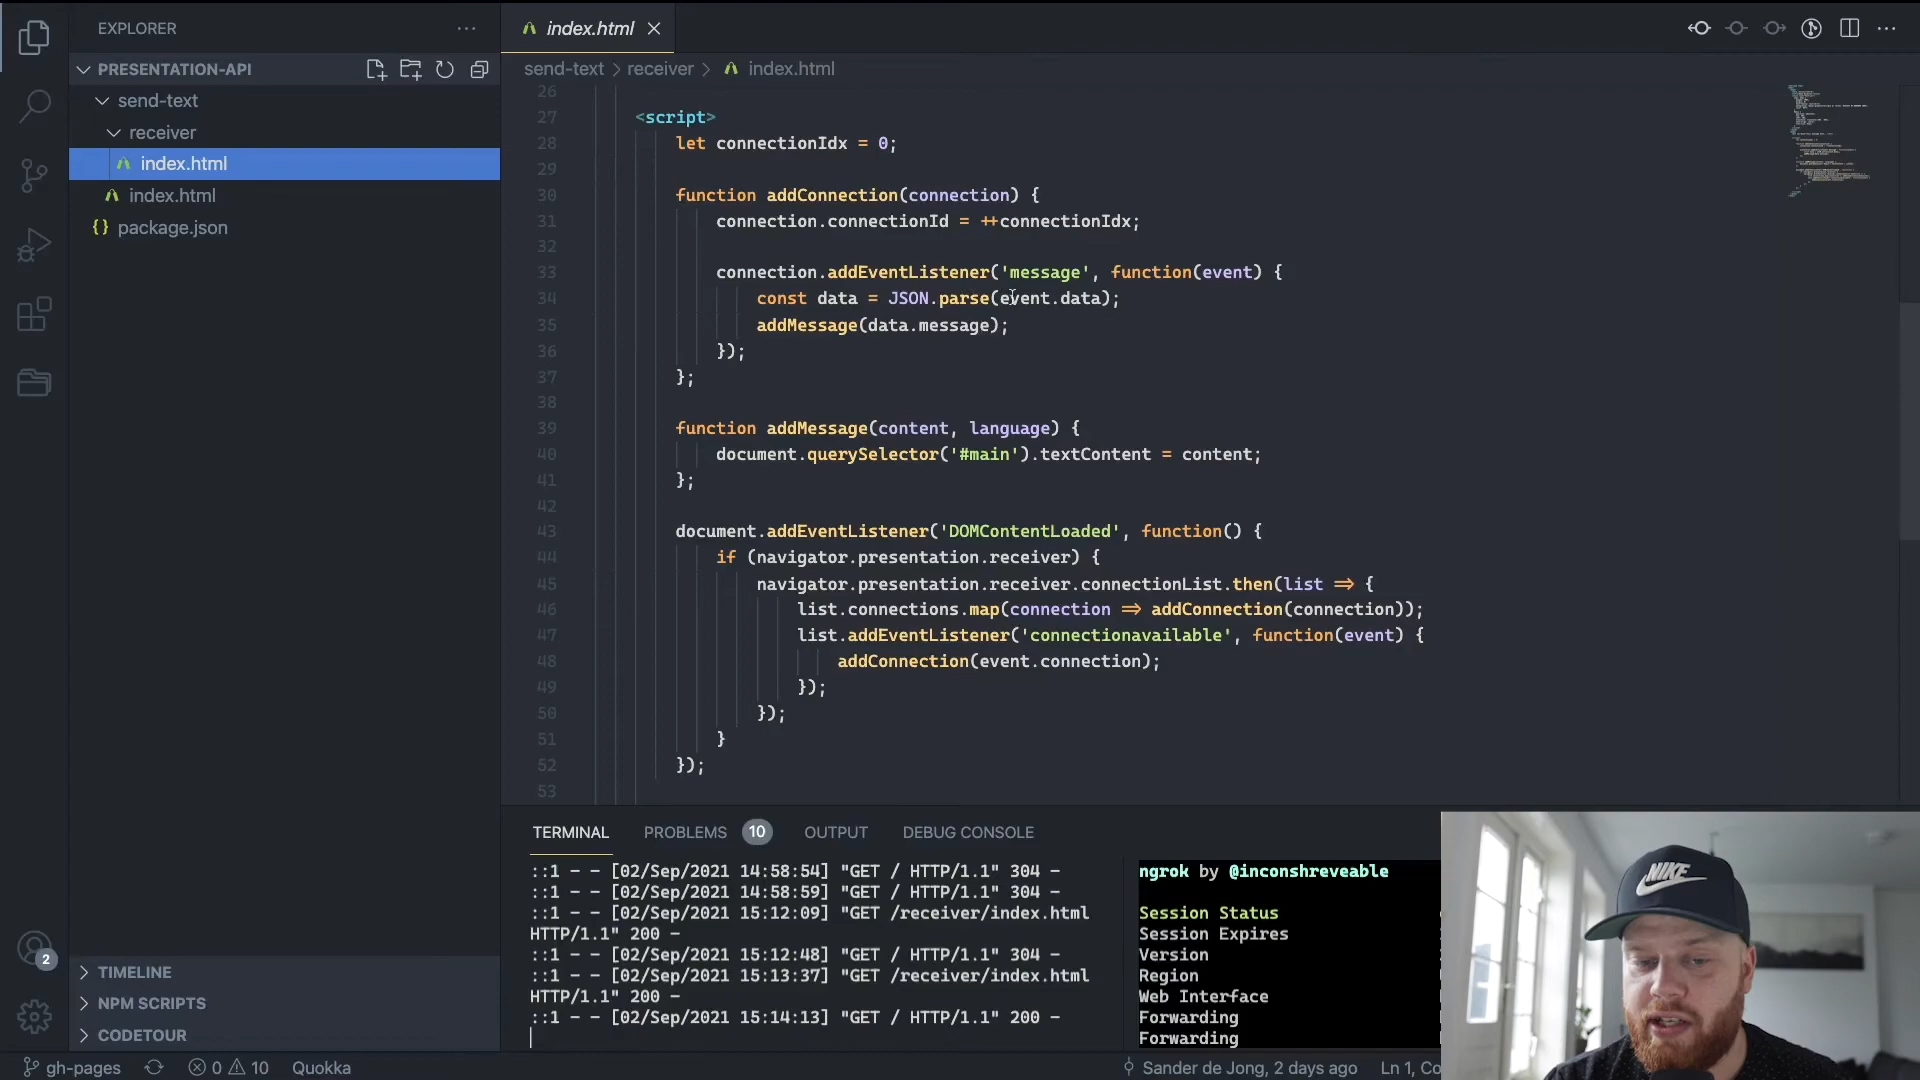 EXPLORER
PRESENTATION-API
send-text
receiver
index.html
index.html
package.json
TIMELINE
NPM SCRIPTS
CODETOUR
2
index.html
send-text > receiver > index.html
26
27 <script>
28 let connectionIdx = 0;
29
30 function addConnection(connection) {
31 connection.connectionId = ++connectionIdx;
32
33 connection.addEventListener('message', function(event) {
34 const data = JSON.parse(event.data);
35 addMessage(data.message);
36 });
37 };
38
39 function addMessage(content, language) {
40 document.querySelector('#main').textContent = content;
41 };
42
43 document.addEventListener('DOMContentLoaded', function() {
44 if (navigator.presentation.receiver) {
45 navigator.presentation.receiver.connectionList.then(list => {
46 list.connections.map(connection => addConnection(connection));
47 list.addEventListener('connectionavailable', function(event) {
48 addConnection(event.connection);
49 });
50 });
51 }
52 });
53
TERMINAL PROBLEMS 10 OUTPUT DEBUG CONSOLE
::1 - - [02/Sep/2021 14:58:54] "GET / HTTP/1.1" 304 -
::1 - - [02/Sep/2021 14:58:59] "GET / HTTP/1.1" 304 -
::1 - - [02/Sep/2021 15:12:09] "GET /receiver/index.html
HTTP/1.1" 200 -
::1 - - [02/Sep/2021 15:12:48] "GET / HTTP/1.1" 304 -
::1 - - [02/Sep/2021 15:13:37] "GET /receiver/index.html
HTTP/1.1" 200 -
::1 - - [02/Sep/2021 15:14:13] "GET / HTTP/1.1" 200 -
ngrok by @inconshreveable
Session Status
Session Expires
Version
Region
Web Interface
Forwarding
Forwarding
NIKE
gh-pages 0 10 Quokka
Sander de Jong, 2 days ago Ln 1, Co